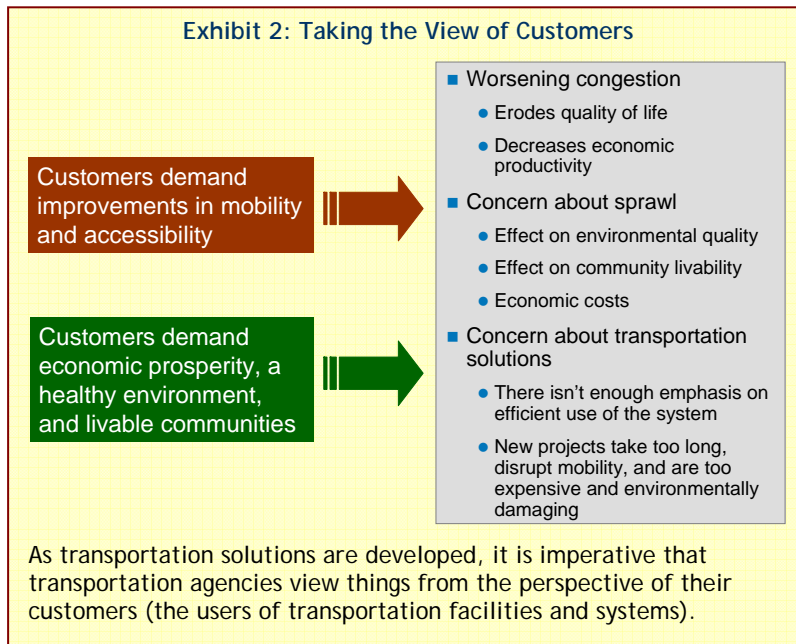 Exhibit 2: Taking the View of Customers
Customers demand
improvements in mobility
and accessibility
Customers demand
economic prosperity, a
healthy environment,
and livable communities
■ Worsening congestion
● Erodes quality of life
● Decreases economic
productivity
■ Concern about sprawl
● Effect on environmental quality
● Effect on community livability
● Economic costs
■ Concern about transportation
solutions
● There isn’t enough emphasis on
efficient use of the system
● New projects take too long,
disrupt mobility, and are too
expensive and environmentally
damaging
As transportation solutions are developed, it is imperative that
transportation agencies view things from the perspective of their
customers (the users of transportation facilities and systems).